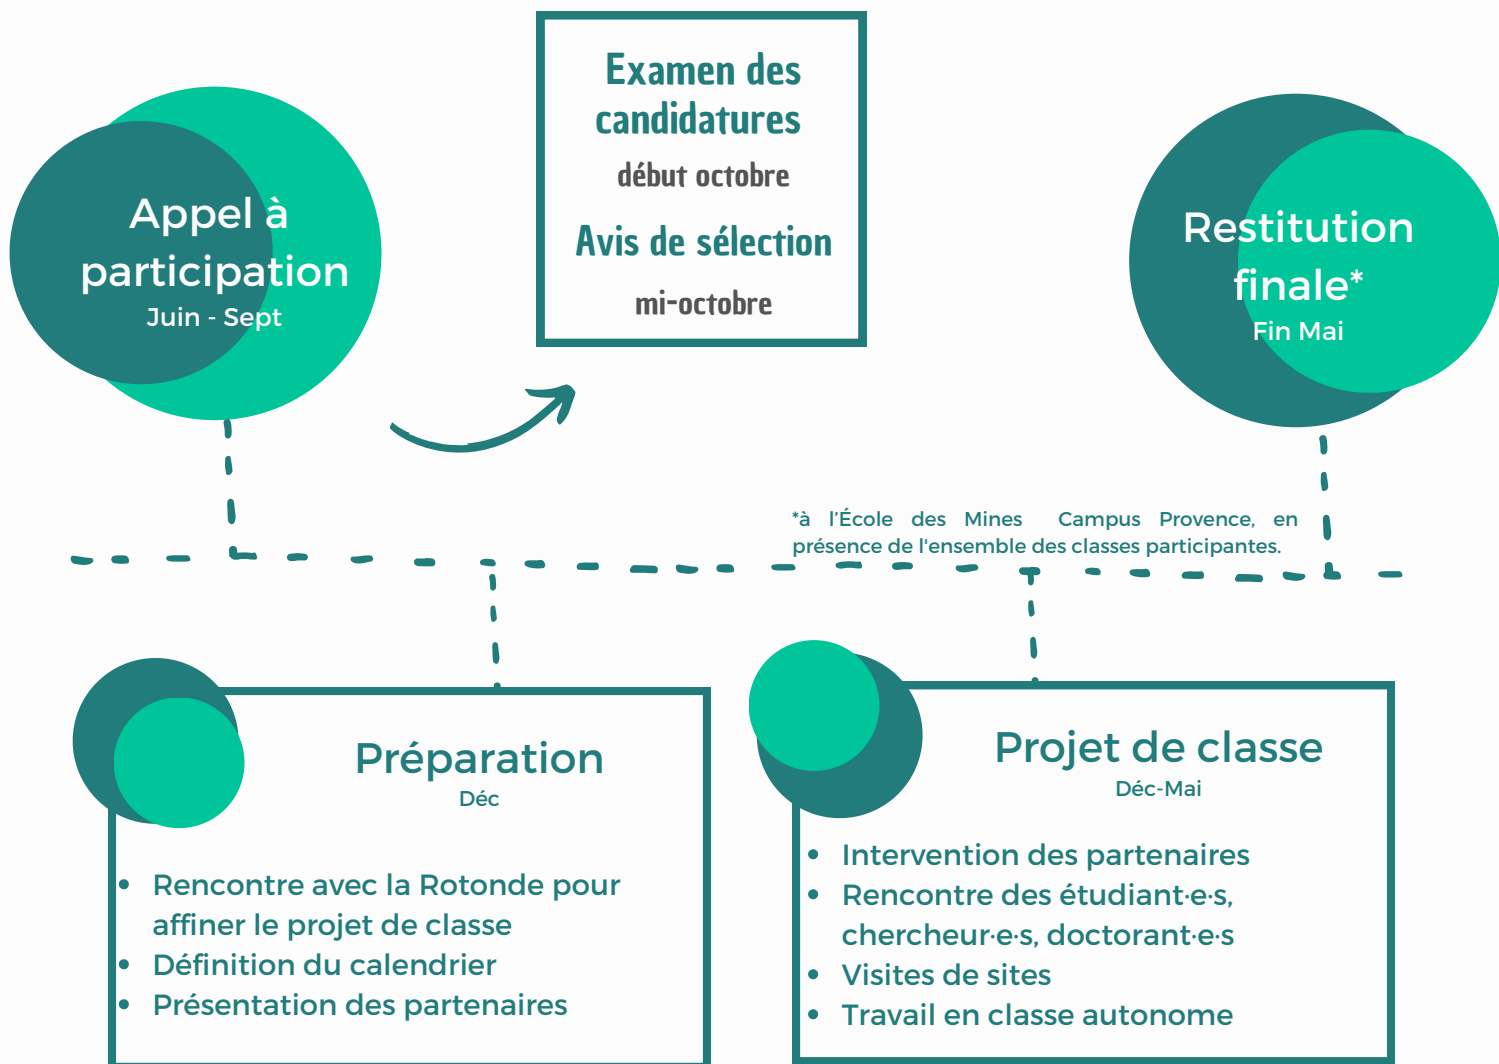 Appel à
participation
Juin - Sept
Examen des
candidatures
début octobre
Avis de sélection
mi-octobre
Restitution
finale*
Fin Mai
*à l'École des Mines Campus Provence, en
présence de l'ensemble des classes participantes.
Préparation
Déc
• Rencontre avec la Rotonde pour
affiner le projet de classe
• Définition du calendrier
• Présentation des partenaires
Projet de classe
Déc-Mai
• Intervention des partenaires
• Rencontre des étudiant·e·s,
chercheur·e·s, doctorant·e·s
• Visites de sites
• Travail en classe autonome